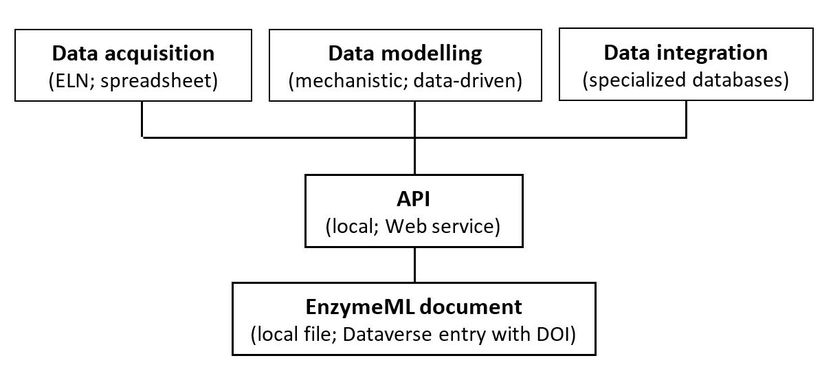 Data acquisition
(ELN; spreadsheet)
Data modelling
(mechanistic; data-driven)
Data integration
(specialized databases)
API
(local; Web service)
EnzymeML document
(local file; Dataverse entry with DOI)